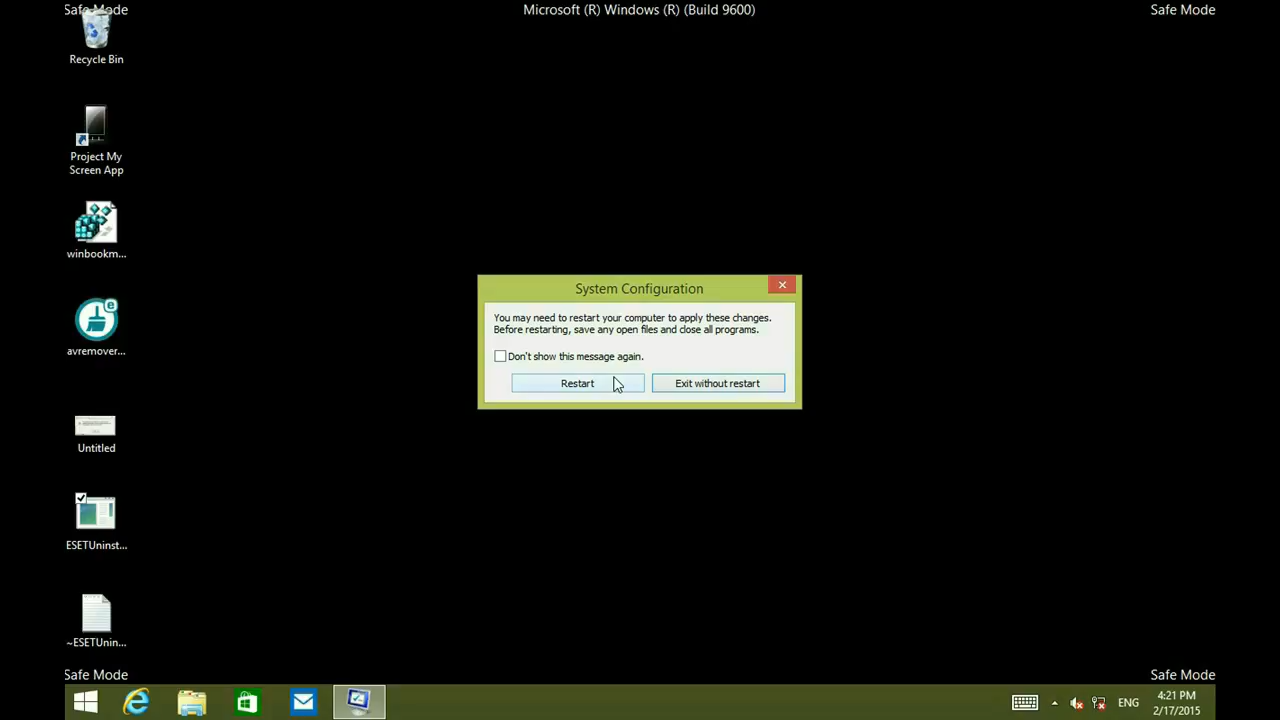 Safe Mode
Microsoft (R) Windows (R) (Build 9600)
Safe Mode
Recycle Bin
Project My
Screen App
winbookm...
avremover...
Untitled
ESETUninst...
~ESETUnin...
System Configuration
You may need to restart your computer to apply these changes.
Before restarting, save any open files and close all programs.
Don't show this message again.
Restart
Exit without restart
Safe Mode
Safe Mode
ENG
4:21 PM
2/17/2015